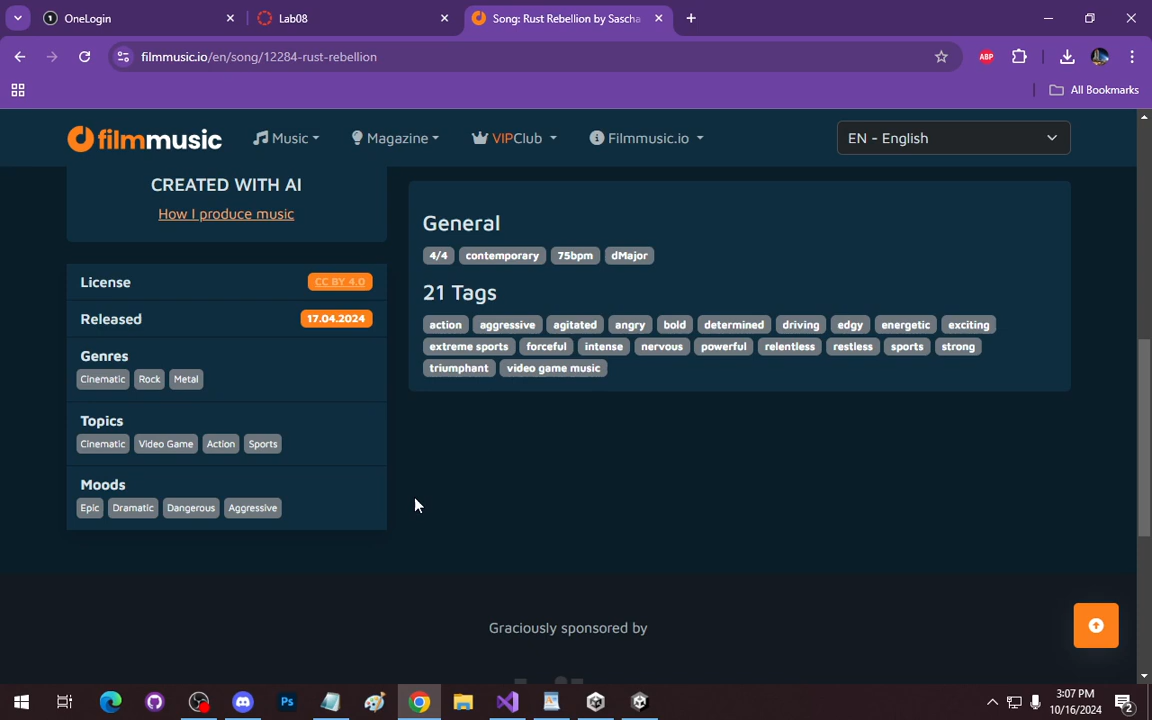 OneLogin
Lab08
Song: Rust Rebellion by Sascha
filmmusic.io/en/song/12284-rust-rebellion
ABP
All Bookmarks
filmmusic
Music
Magazine
VIPClub
Filmmusic.io
EN - English
CREATED WITH AI
How I produce music
License
CC BY 4.0
Released
17.04.2024
Genres
Cinematic Rock Metal
Topics
Cinematic Video Game Action Sports
Moods
Epic Dramatic Dangerous Aggressive
General
4/4 contemporary 75bpm dMajor
21 Tags
action aggressive agitated angry bold determined driving edgy energetic exciting
extreme sports forceful intense nervous powerful relentless restless sports strong
triumphant video game music
Graciously sponsored by
Ps
3:07 PM
10/16/2024
2